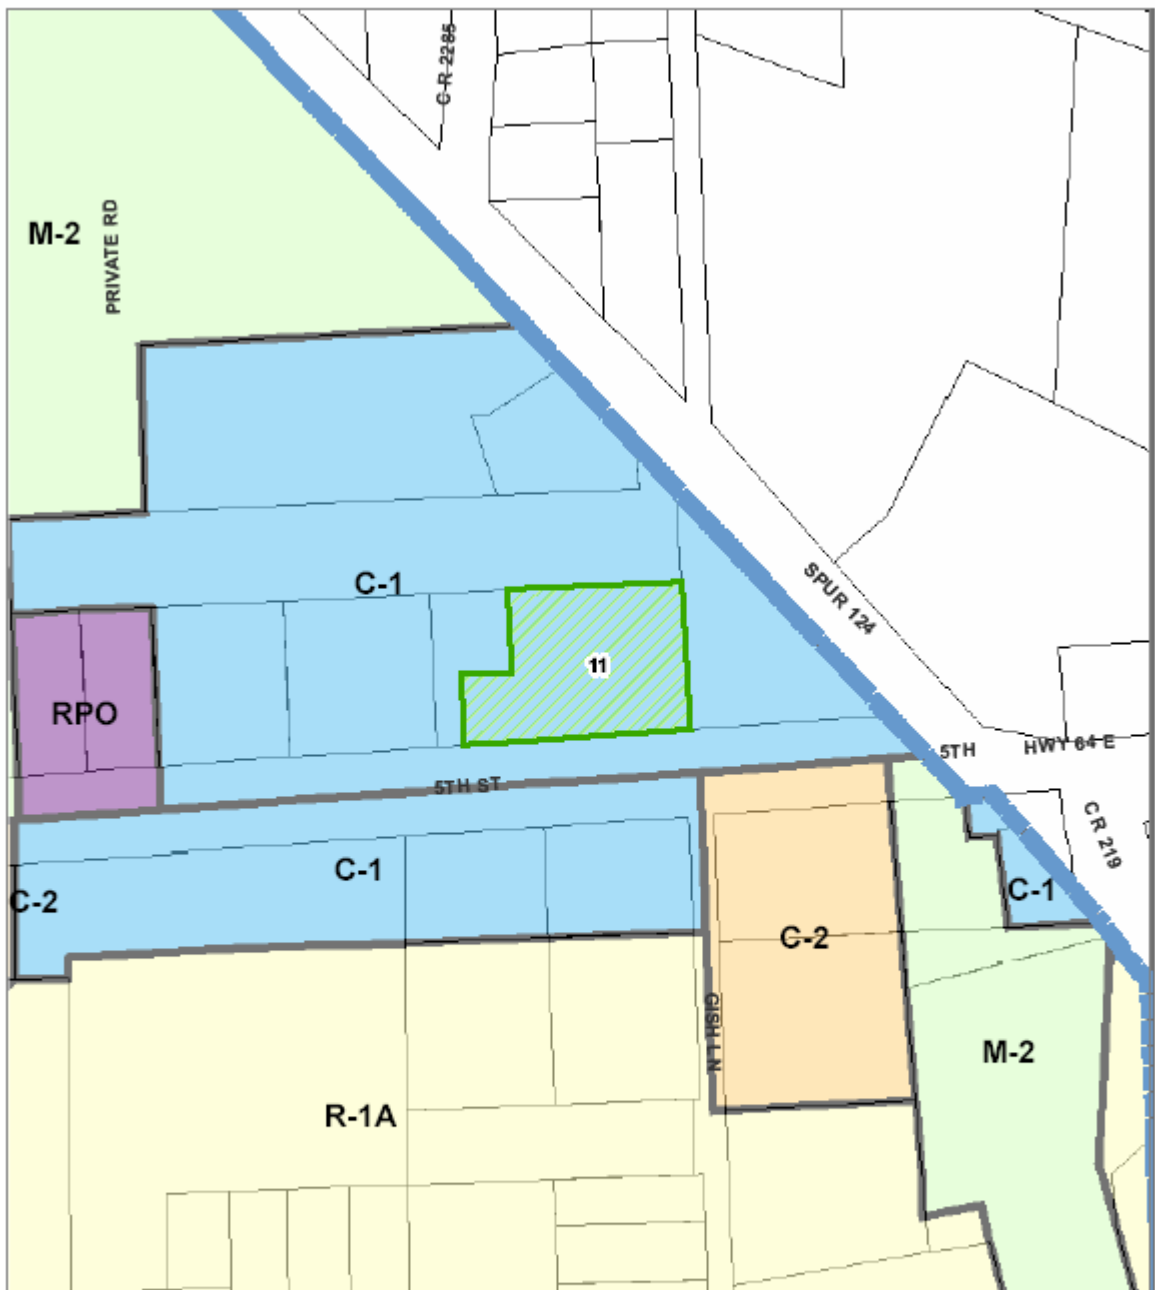 C R 2285
M-2
PRIVATE RD
C-1
SPUR 124
11
RPO
5TH
HWY 64 E
5TH ST
C R 219
C-1
C-1
C-2
C-2
GISH LN
M-2
R-1A